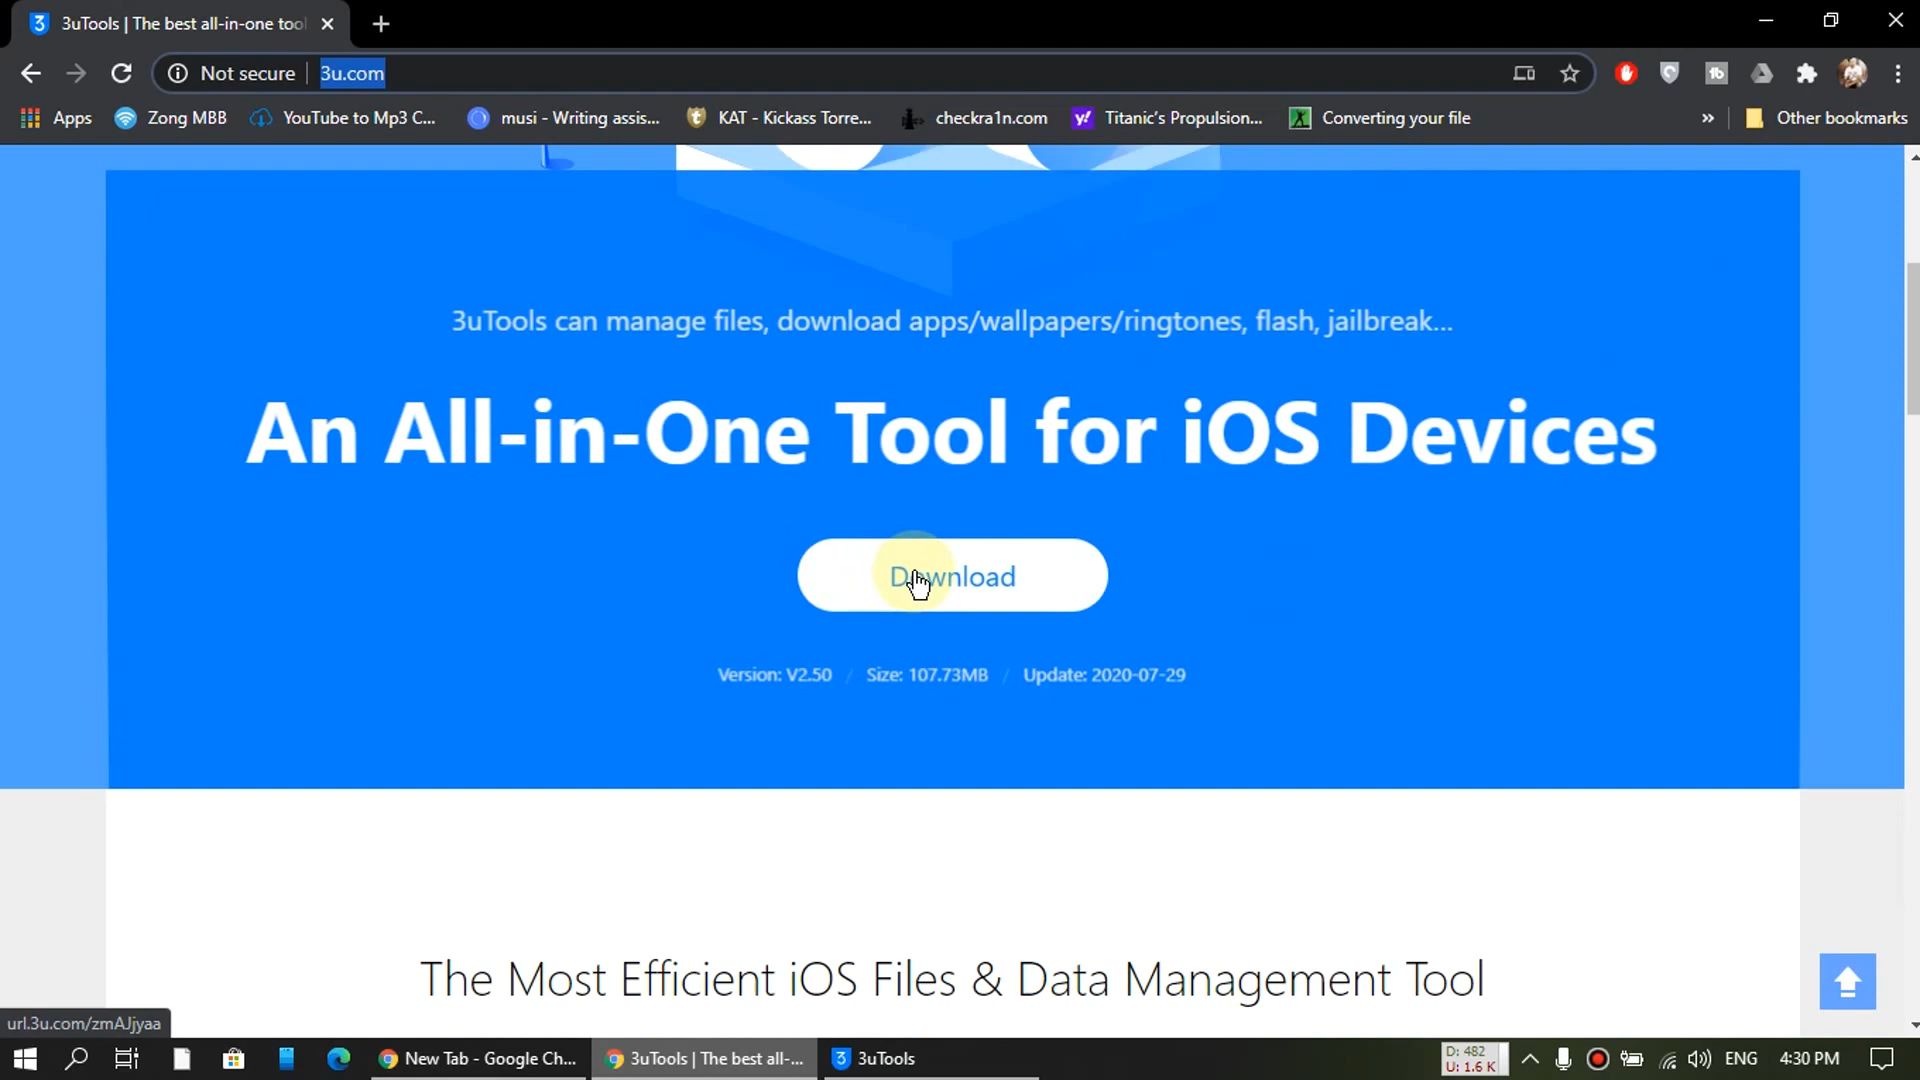 3uTools | The best all-in-one tool
Not secure
3u.com
Apps
Zong MBB
YouTube to Mp3 C...
musi - Writing assis...
KAT - Kickass Torre...
checkra1n.com
Titanic's Propulsion...
Converting your file
»
Other bookmarks
3uTools can manage files, download apps/wallpapers/ringtones, flash, jailbreak...
An All-in-One Tool for iOS Devices
Download
Version: V2.50 / Size: 107.73MB / Update: 2020-07-29
The Most Efficient iOS Files & Data Management Tool
url.3u.com/zmAJjyaa
New Tab - Google Ch...
3uTools | The best all-...
3uTools
D: 482
U: 1.6 K
ENG
4:30 PM